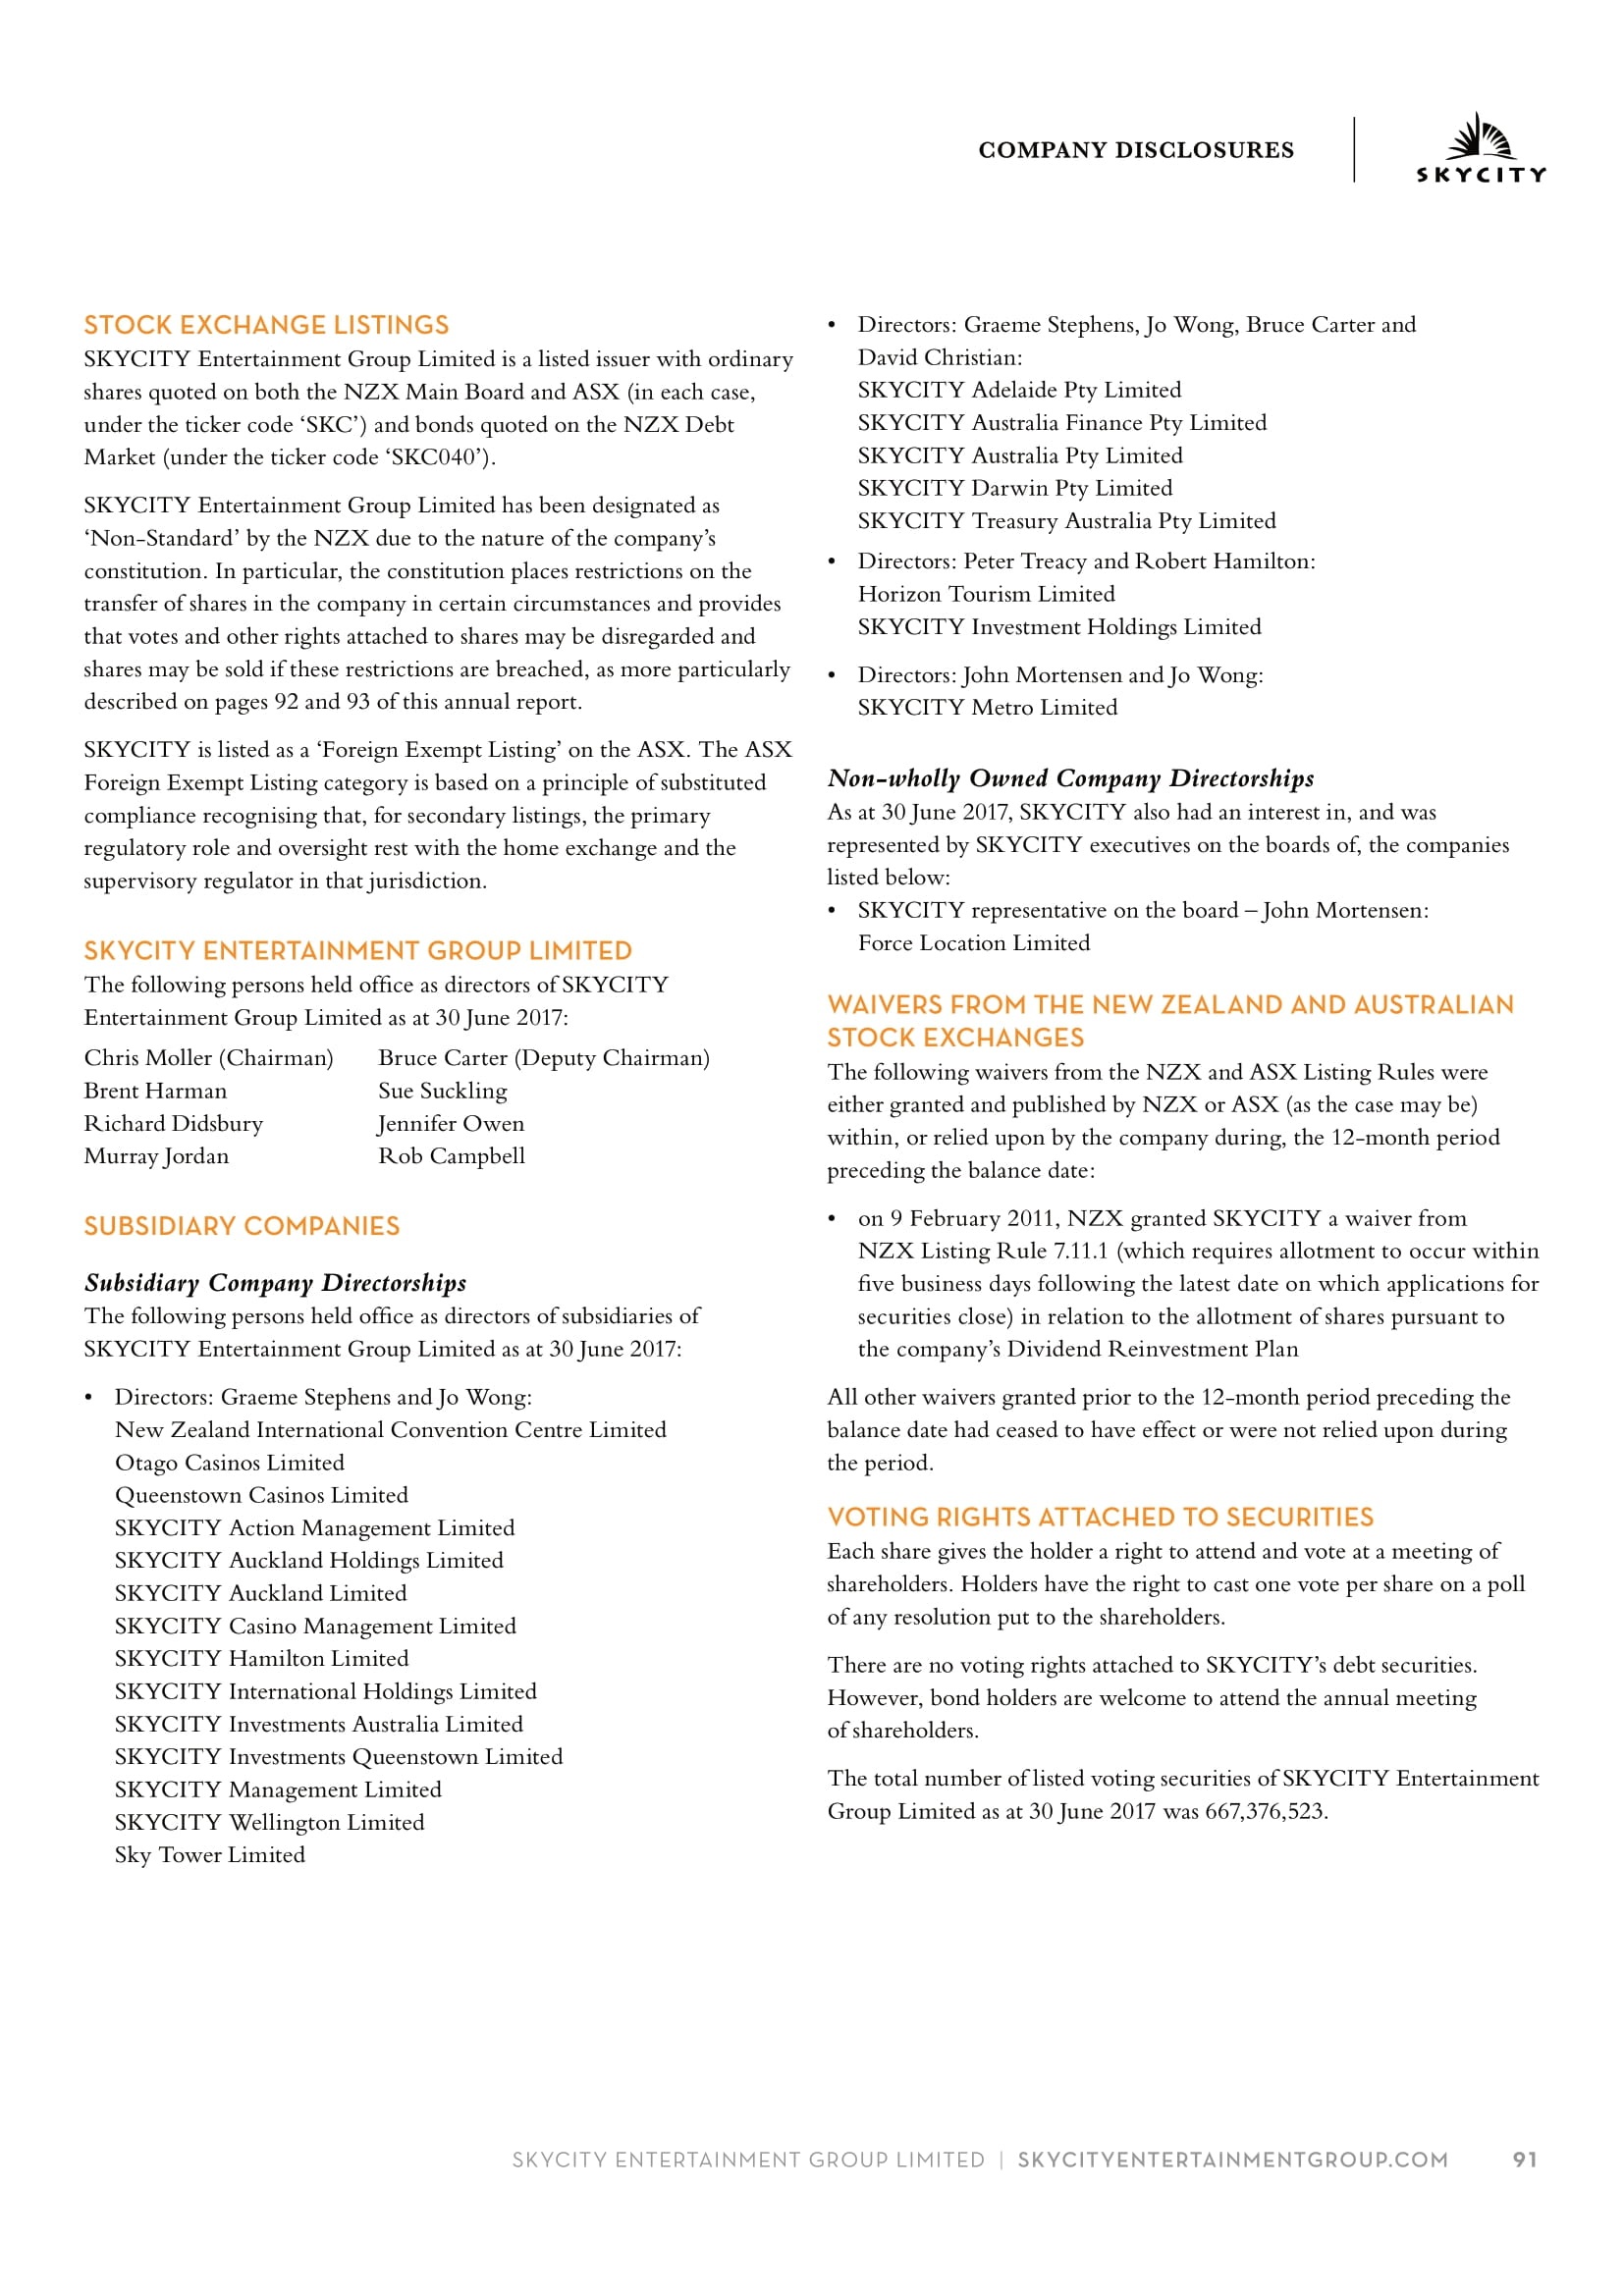 COMPANY DISCLOSURES
SKYCITY
STOCK EXCHANGE LISTINGS
SKYCITY Entertainment Group Limited is a listed issuer with ordinary
shares quoted on both the NZX Main Board and ASX (in each case,
under the ticker code ‘SKC’) and bonds quoted on the NZX Debt
Market (under the ticker code ‘SKC040’).
SKYCITY Entertainment Group Limited has been designated as
‘Non-Standard’ by the NZX due to the nature of the company’s
constitution. In particular, the constitution places restrictions on the
transfer of shares in the company in certain circumstances and provides
that votes and other rights attached to shares may be disregarded and
shares may be sold if these restrictions are breached, as more particularly
described on pages 92 and 93 of this annual report.
SKYCITY is listed as a ‘Foreign Exempt Listing’ on the ASX. The ASX
Foreign Exempt Listing category is based on a principle of substituted
compliance recognising that, for secondary listings, the primary
regulatory role and oversight rest with the home exchange and the
supervisory regulator in that jurisdiction.
SKYCITY ENTERTAINMENT GROUP LIMITED
The following persons held office as directors of SKYCITY
Entertainment Group Limited as at 30 June 2017:
Chris Moller (Chairman) Bruce Carter (Deputy Chairman)
Brent Harman Sue Suckling
Richard Didsbury Jennifer Owen
Murray Jordan Rob Campbell
SUBSIDIARY COMPANIES
Subsidiary Company Directorships
The following persons held office as directors of subsidiaries of
SKYCITY Entertainment Group Limited as at 30 June 2017:
• Directors: Graeme Stephens and Jo Wong:
New Zealand International Convention Centre Limited
Otago Casinos Limited
Queenstown Casinos Limited
SKYCITY Action Management Limited
SKYCITY Auckland Holdings Limited
SKYCITY Auckland Limited
SKYCITY Casino Management Limited
SKYCITY Hamilton Limited
SKYCITY International Holdings Limited
SKYCITY Investments Australia Limited
SKYCITY Investments Queenstown Limited
SKYCITY Management Limited
SKYCITY Wellington Limited
Sky Tower Limited
• Directors: Graeme Stephens, Jo Wong, Bruce Carter and
David Christian:
SKYCITY Adelaide Pty Limited
SKYCITY Australia Finance Pty Limited
SKYCITY Australia Pty Limited
SKYCITY Darwin Pty Limited
SKYCITY Treasury Australia Pty Limited
• Directors: Peter Treacy and Robert Hamilton:
Horizon Tourism Limited
SKYCITY Investment Holdings Limited
• Directors: John Mortensen and Jo Wong:
SKYCITY Metro Limited
Non-wholly Owned Company Directorships
As at 30 June 2017, SKYCITY also had an interest in, and was
represented by SKYCITY executives on the boards of, the companies
listed below:
• SKYCITY representative on the board – John Mortensen:
Force Location Limited
WAIVERS FROM THE NEW ZEALAND AND AUSTRALIAN
STOCK EXCHANGES
The following waivers from the NZX and ASX Listing Rules were
either granted and published by NZX or ASX (as the case may be)
within, or relied upon by the company during, the 12-month period
preceding the balance date:
• on 9 February 2011, NZX granted SKYCITY a waiver from
NZX Listing Rule 7.11.1 (which requires allotment to occur within
five business days following the latest date on which applications for
securities close) in relation to the allotment of shares pursuant to
the company’s Dividend Reinvestment Plan
All other waivers granted prior to the 12-month period preceding the
balance date had ceased to have effect or were not relied upon during
the period.
VOTING RIGHTS ATTACHED TO SECURITIES
Each share gives the holder a right to attend and vote at a meeting of
shareholders. Holders have the right to cast one vote per share on a poll
of any resolution put to the shareholders.
There are no voting rights attached to SKYCITY’s debt securities.
However, bond holders are welcome to attend the annual meeting
of shareholders.
The total number of listed voting securities of SKYCITY Entertainment
Group Limited as at 30 June 2017 was 667,376,523.
SKYCITY ENTERTAINMENT GROUP LIMITED | SKYCITYENTERTAINMENTGROUP.COM 91